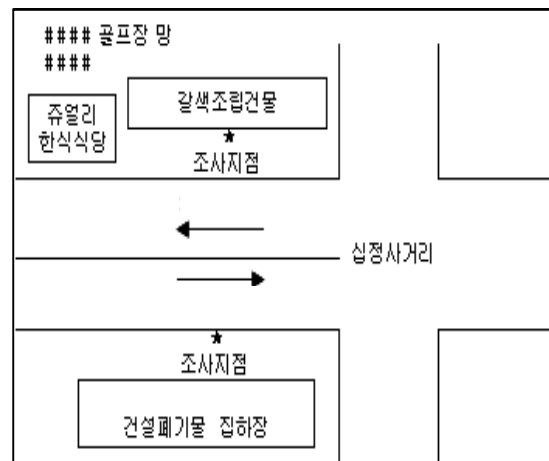 #### 골프장 망
####
갈색조립건물
쥬얼리
한식식당
★
조사지점
십정사거리
★
조사지점
건설폐기물 집하장